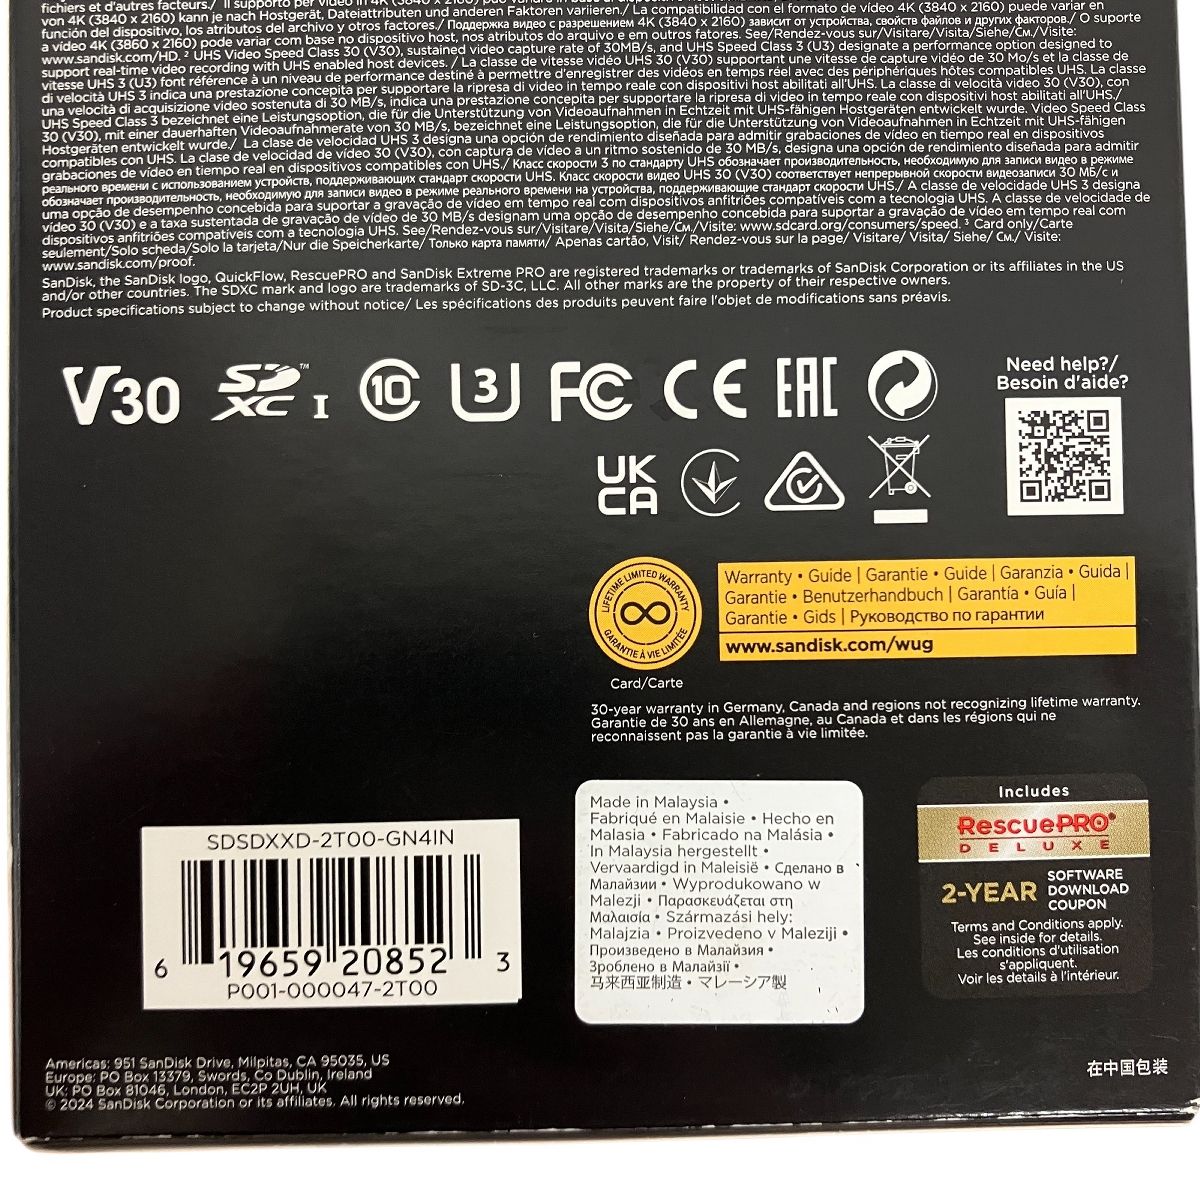 fichiers et d'autres facteurs./
von 4K (3840 x 2160) kann je nach Hostgerät, Dateiattributen und anderen Faktoren variieren./ La compatibilidad con el formato de vídeo 4K (3840 x 2160) puede variar en
función del dispositivo, los atributos del archivo y otros factores./ Поддержка видео с разрешением 4K (3840 x 2160) зависит от устройства, свойств файлов и других факторов./ O suporte
a vídeo 4K (3860 x 2160) pode variar com base no dispositivo host, nos atributos do arquivo e em outros fatores. See/Rendez-vous sur/Visitare/Visita/Siehe/См./Visite:
www.sandisk.com/HD. ² UHS Video Speed Class 30 (V30), sustained video capture rate of 30MB/s, and UHS Speed Class 3 (U3) designate a performance option designed to
support real-time video recording with UHS enabled host devices. / La classe de vitesse vidéo UHS 30 (V30) supportant une vitesse de capture vidéo de 30 Mo/s et la classe de
vitesse UHS 3 (U3) font référence à un niveau de performance destiné à permettre d'enregistrer des vidéos en temps réel avec des périphériques hôtes compatibles UHS. La classe
di velocità UHS 3 indica una prestazione concepita per supportare la ripresa di video in tempo reale con dispositivi host abilitati all'UHS. La classe di velocità video 30 (V30), con
una velocità di acquisizione video sostenuta di 30 MB/s, indica una prestazione concepita per supportare la ripresa di video in tempo reale con dispositivi host abilitati all'UHS./
UHS Speed Class 3 bezeichnet eine Leistungsoption, die für die Unterstützung von Videoaufnahmen in Echtzeit mit UHS-fähigen Hostgeräten entwickelt wurde. Video Speed Class
30 (V30), mit einer dauerhaften Videoaufnahmerate von 30 MB/s, bezeichnet eine Leistungsoption, die für die Unterstützung von Videoaufnahmen in Echtzeit mit UHS-fähigen
Hostgeräten entwickelt wurde./ La clase de velocidad UHS 3 designa una opción de rendimiento diseñada para admitir grabaciones de vídeo en tiempo real en dispositivos
compatibles con UHS. La clase de velocidad de vídeo 30 (V30), con captura de vídeo a un ritmo sostenido de 30 MB/s, designa una opción de rendimiento diseñada para admitir
grabaciones de vídeo en tiempo real en dispositivos compatibles con UHS./ Класс скорости 3 по стандарту UHS обозначает производительность, необходимую для записи видео в режиме
реального времени с использованием устройств, поддерживающих стандарт скорости UHS. Класс скорости видео UHS 30 (V30) соответствует непрерывной скорости видеозаписи 30 МБ/с и
обозначает производительность, необходимую для записи видео в режиме реального времени на устройства, поддерживающие стандарт скорости UHS./ A classe de velocidade UHS 3 designa
uma opção de desempenho concebida para suportar a gravação de vídeo em tempo real com dispositivos anfitriões compatíveis com a tecnologia UHS. A classe de velocidade de
vídeo 30 (V30) e a taxa sustentada de gravação de vídeo de 30 MB/s designam uma opção de desempenho concebida para suportar a gravação de vídeo em tempo real com
dispositivos anfitriões compatíveis com a tecnologia UHS. See/Rendez-vous sur/Visitare/Visita/Siehe/См./Visite: www.sdcard.org/consumers/speed. ³ Card only/Carte
seulement/Solo scheda/Solo la tarjeta/Nur die Speicherkarte/ Только карта памяти/ Apenas cartão, Visit/ Rendez-vous sur la page/ Visitare/ Visita/ Siehe/ См./ Visite:
www.sandisk.com/proof.
SanDisk, the SanDisk logo, QuickFlow, RescuePRO and SanDisk Extreme PRO are registered trademarks or trademarks of SanDisk Corporation or its affiliates in the US
and/or other countries. The SDXC mark and logo are trademarks of SD-3C, LLC. All other marks are the property of their respective owners.
Product specifications subject to change without notice/ Les spécifications des produits peuvent faire l'objet de modifications sans préavis.
V30 SDXC™ I 10 U3 FC CE EAC
UKCA
Need help?/
Besoin d'aide?
LIFETIME LIMITED WARRANTY
GARANTIE À VIE LIMITÉE
Card/Carte
Warranty • Guide | Garantie • Guide | Garanzia • Guida |
Garantie • Benutzerhandbuch | Garantía • Guía |
Garantie • Gids | Руководство по гарантии
www.sandisk.com/wug
30-year warranty in Germany, Canada and regions not recognizing lifetime warranty.
Garantie de 30 ans en Allemagne, au Canada et dans les régions qui ne
reconnaissent pas la garantie à vie limitée.
SDSDXXD-2T00-GN4IN
6 19659 20852 3
P001-000047-2T00
Made in Malaysia •
Fabriqué en Malaisie • Hecho en
Malasia • Fabricado na Malásia •
In Malaysia hergestellt •
Vervaardigd in Maleisië • Сделано в
Малайзии • Wyprodukowano w
Malezji • Παρασκευάζεται στη
Μαλαισία • Származási hely:
Malajzia • Proizvedeno v Maleziji •
Произведено в Малайзия •
Зроблено в Малайзії •
马来西亚制造 • マレーシア製
Includes
RescuePRO®
DELUXE
2-YEAR SOFTWARE
DOWNLOAD
COUPON
Terms and Conditions apply.
See inside for details.
Les conditions d'utilisation
s'appliquent.
Voir les détails à l'intérieur.
Americas: 951 SanDisk Drive, Milpitas, CA 95035, US
Europe: PO Box 13379, Swords, Co Dublin, Ireland
UK: PO Box 81046, London, EC2P 2UH, UK
© 2024 SanDisk Corporation or its affiliates. All rights reserved.
在中国包装